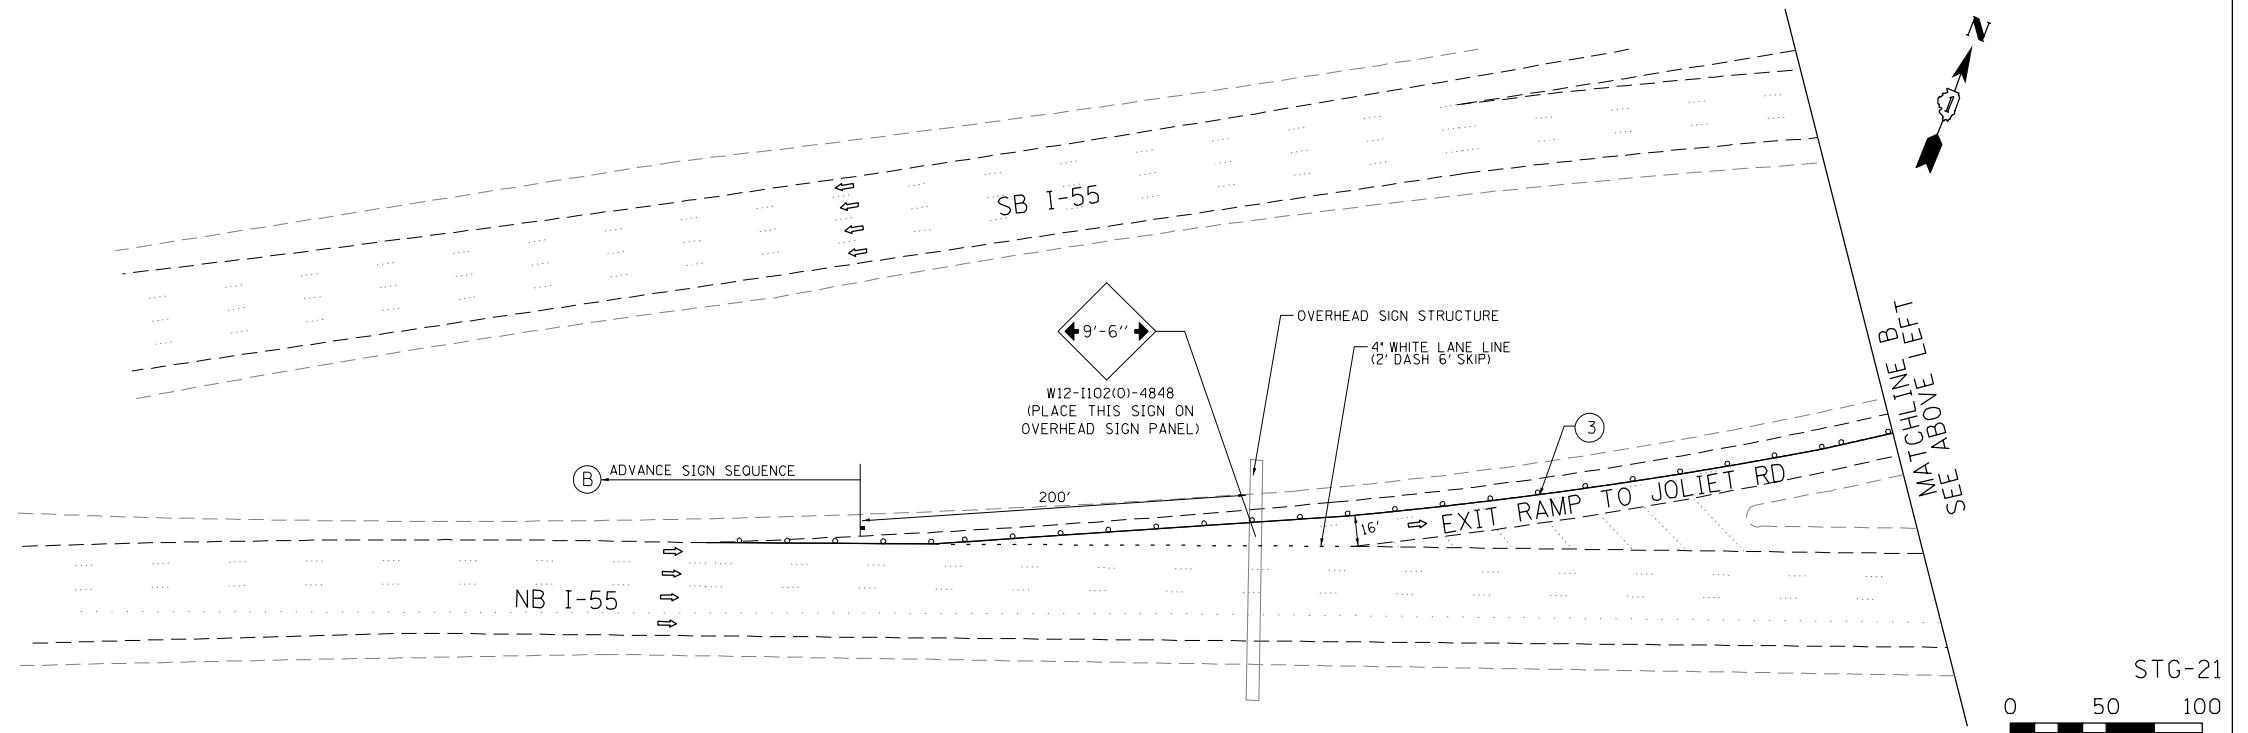 N
SB I-55
9'-6''
W12-I102(O)-4848
(PLACE THIS SIGN ON
OVERHEAD SIGN PANEL)
OVERHEAD SIGN STRUCTURE
4" WHITE LANE LINE
(2' DASH 6' SKIP)
MATCHLINE B
SEE ABOVE LEFT
3
B
ADVANCE SIGN SEQUENCE
200'
16'
EXIT RAMP TO JOLIET RD
NB I-55
STG-21
0 50 100